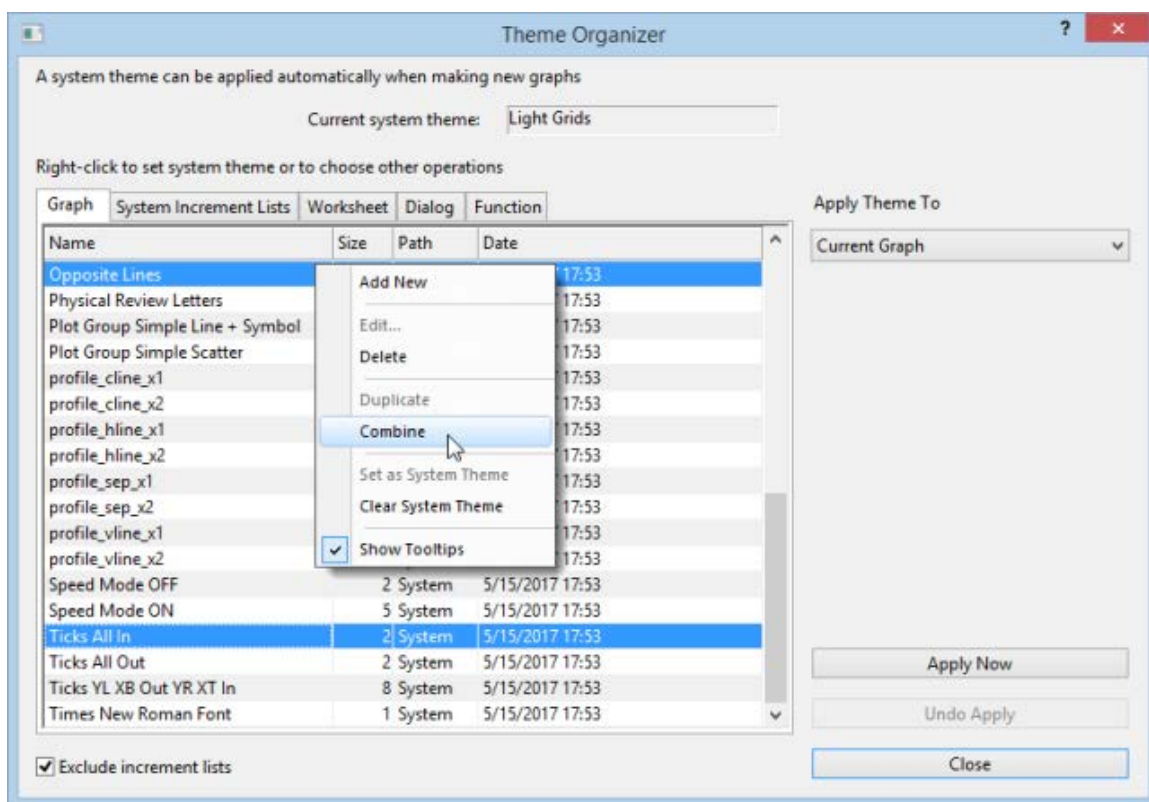 Theme Organizer
?
A system theme can be applied automatically when making new graphs
Current system theme: Light Grids
Right-click to set system theme or to choose other operations
Graph System Increment Lists Worksheet Dialog Function
Apply Theme To
Name Size Path Date
Current Graph
Opposite Lines 17:53
Physical Review Letters 17:53
Plot Group Simple Line + Symbol 17:53
Plot Group Simple Scatter 17:53
profile_cline_x1 17:53
profile_cline_x2 17:53
profile_hline_x1 17:53
profile_hline_x2 17:53
profile_sep_x1 17:53
profile_sep_x2 17:53
profile_vline_x1 17:53
profile_vline_x2 17:53
Speed Mode OFF 2 System 5/15/2017 17:53
Speed Mode ON 5 System 5/15/2017 17:53
Ticks All In 2 System 5/15/2017 17:53
Ticks All Out 2 System 5/15/2017 17:53
Ticks YL XB Out YR XT In 8 System 5/15/2017 17:53
Times New Roman Font 1 System 5/15/2017 17:53
Add New
Edit...
Delete
Duplicate
Combine
Set as System Theme
Clear System Theme
Show Tooltips
Apply Now
Undo Apply
Exclude increment lists
Close